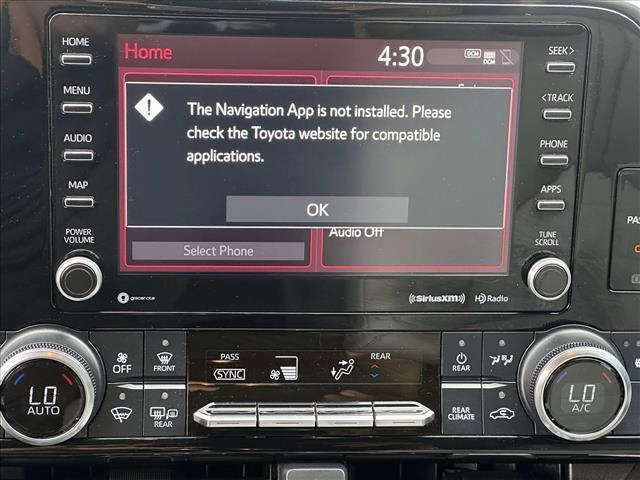 HOME
MENU
AUDIO
MAP
POWER
VOLUME
Home
4:30
DCM
DCM
The Navigation App is not installed. Please
check the Toyota website for compatible
applications.
OK
Select Phone
Audio Off
SEEK>
<TRACK
PHONE
APPS
TUNE
SCROLL
gracenote
((SiriusXM))
HD Radio
LO
AUTO
OFF
FRONT
REAR
PASS
SYNC
REAR
REAR
REAR
CLIMATE
LO
A/C
PAS